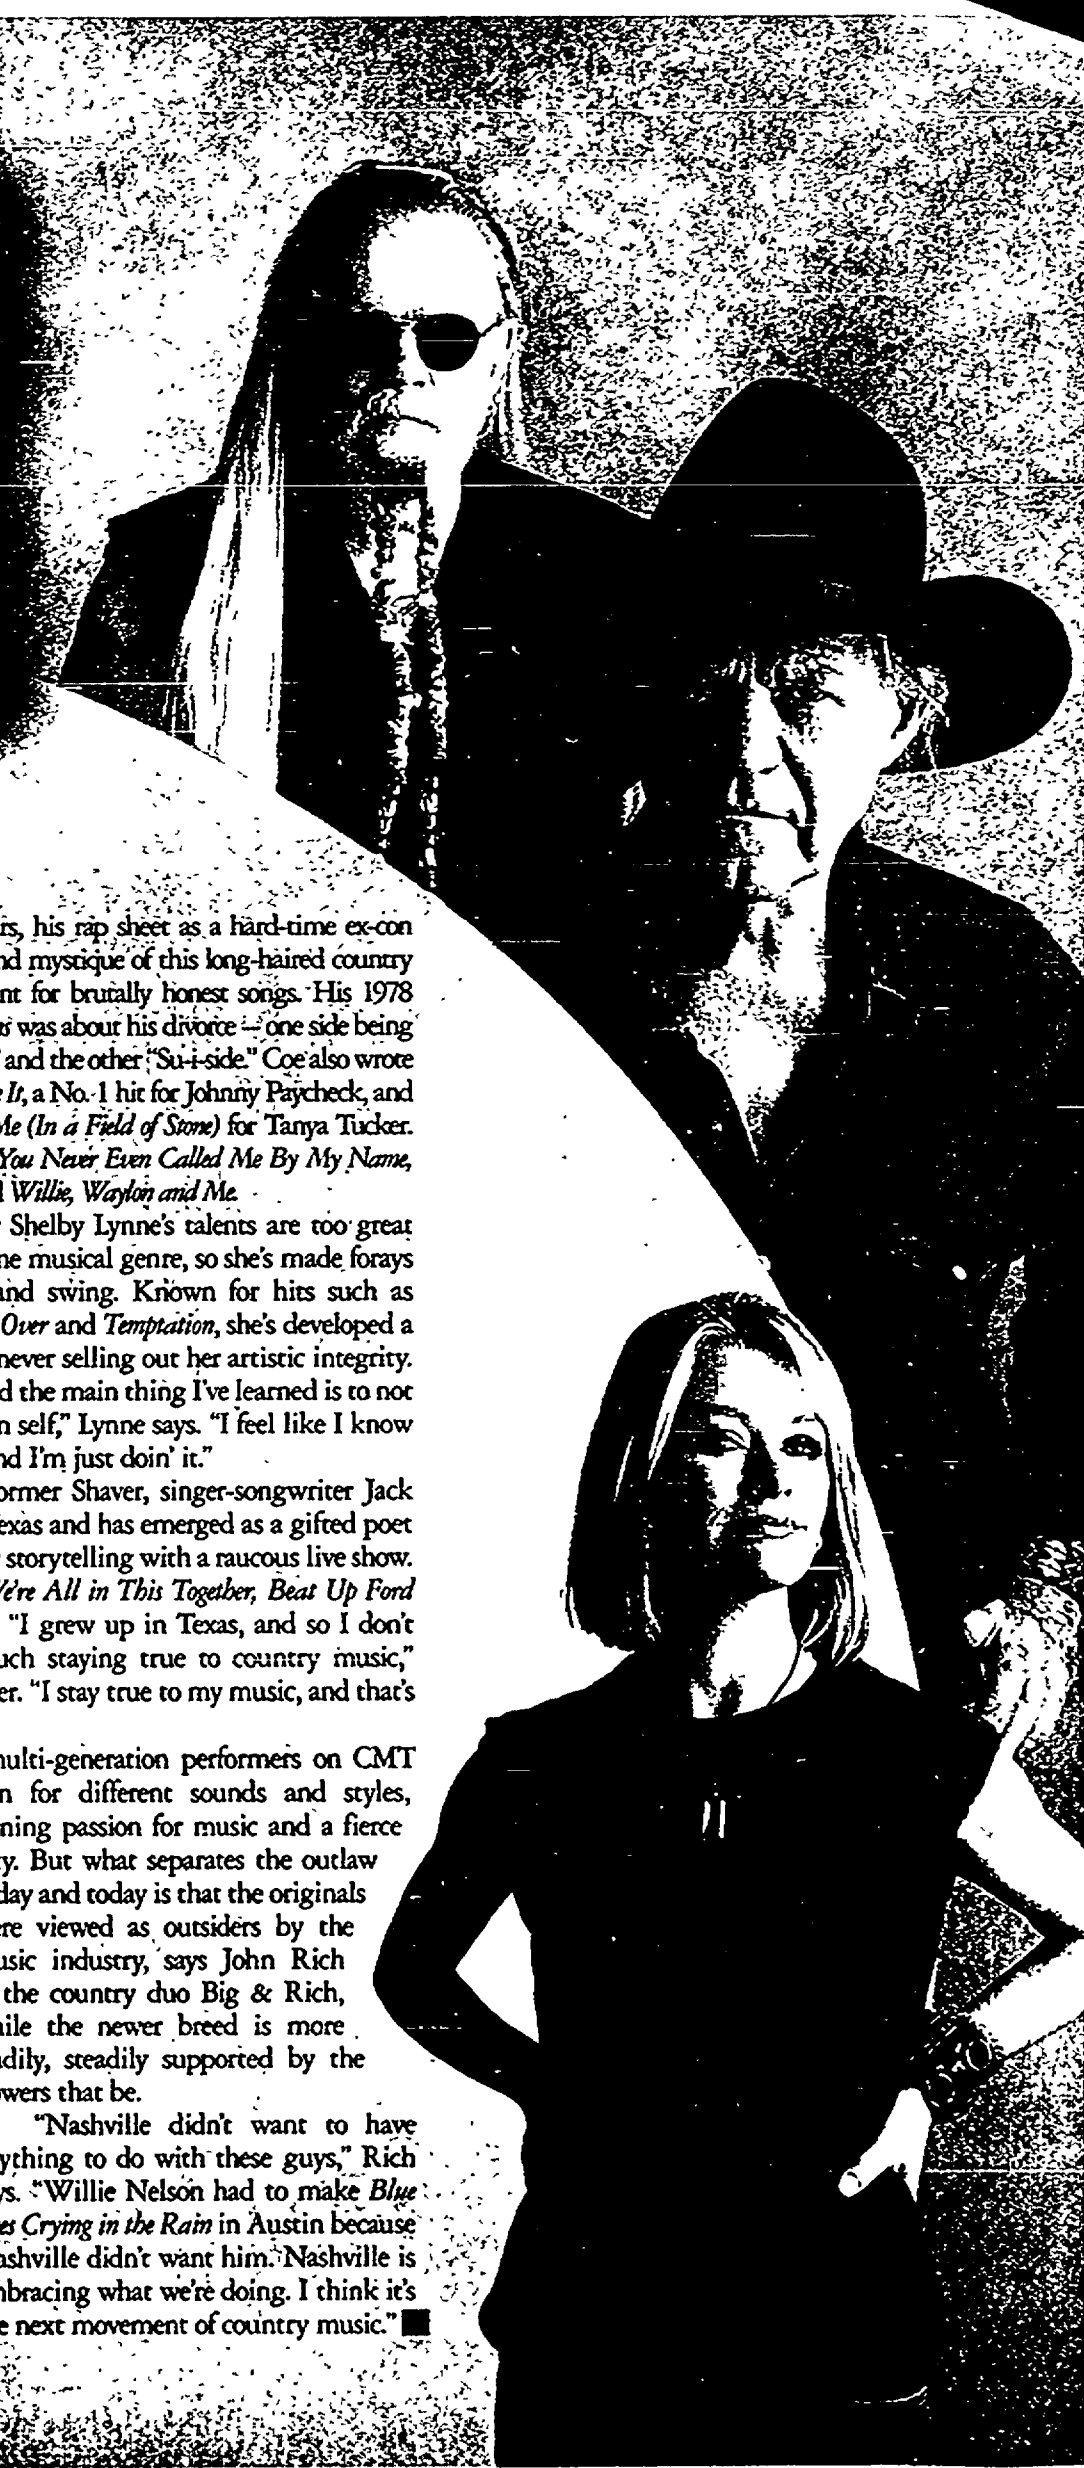 rs, his rap sheet as a hard-time ex-con
nd mystique of this long-haired country
nt for brutally honest songs. His 1978
was about his divorce – one side being
and the other "Su-i-side." Coe also wrote
It, a No. 1 hit for Johnny Paycheck, and
Me (In a Field of Stone) for Tanya Tucker.
You Never Even Called Me By My Name,
Willie, Waylon and Me.
Shelby Lynne's talents are too great
ne musical genre, so she's made forays
and swing. Known for hits such as
Over and Temptation, she's developed a
never selling out her artistic integrity.
d the main thing I've learned is to not
n self," Lynne says. "I feel like I know
nd I'm just doin' it."
ormer Shaver, singer-songwriter Jack
exas and has emerged as a gifted poet
storytelling with a raucous live show.
We're All in This Together, Beat Up Ford
"I grew up in Texas, and so I don't
uch staying true to country music,"
er. "I stay true to my music, and that's
nulti-generation performers on CMT
n for different sounds and styles,
ning passion for music and a fierce
ty. But what separates the outlaw
day and today is that the originals
ere viewed as outsiders by the
usic industry, says John Rich
the country duo Big & Rich,
hile the newer breed is more
adily, steadily supported by the
owers that be.
"Nashville didn't want to have
ything to do with these guys," Rich
ys. "Willie Nelson had to make Blue
es Crying in the Rain in Austin because
ashville didn't want him. Nashville is
mbracing what we're doing. I think it's
e next movement of country music."